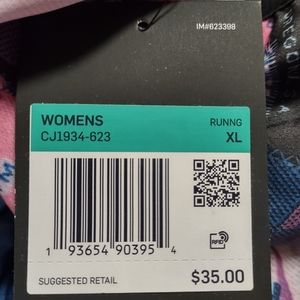 IM#623398
WOMENS RUNNG
CJ1934-623 XL
1 93654 90395 4
RFID
SUGGESTED RETAIL $35.00